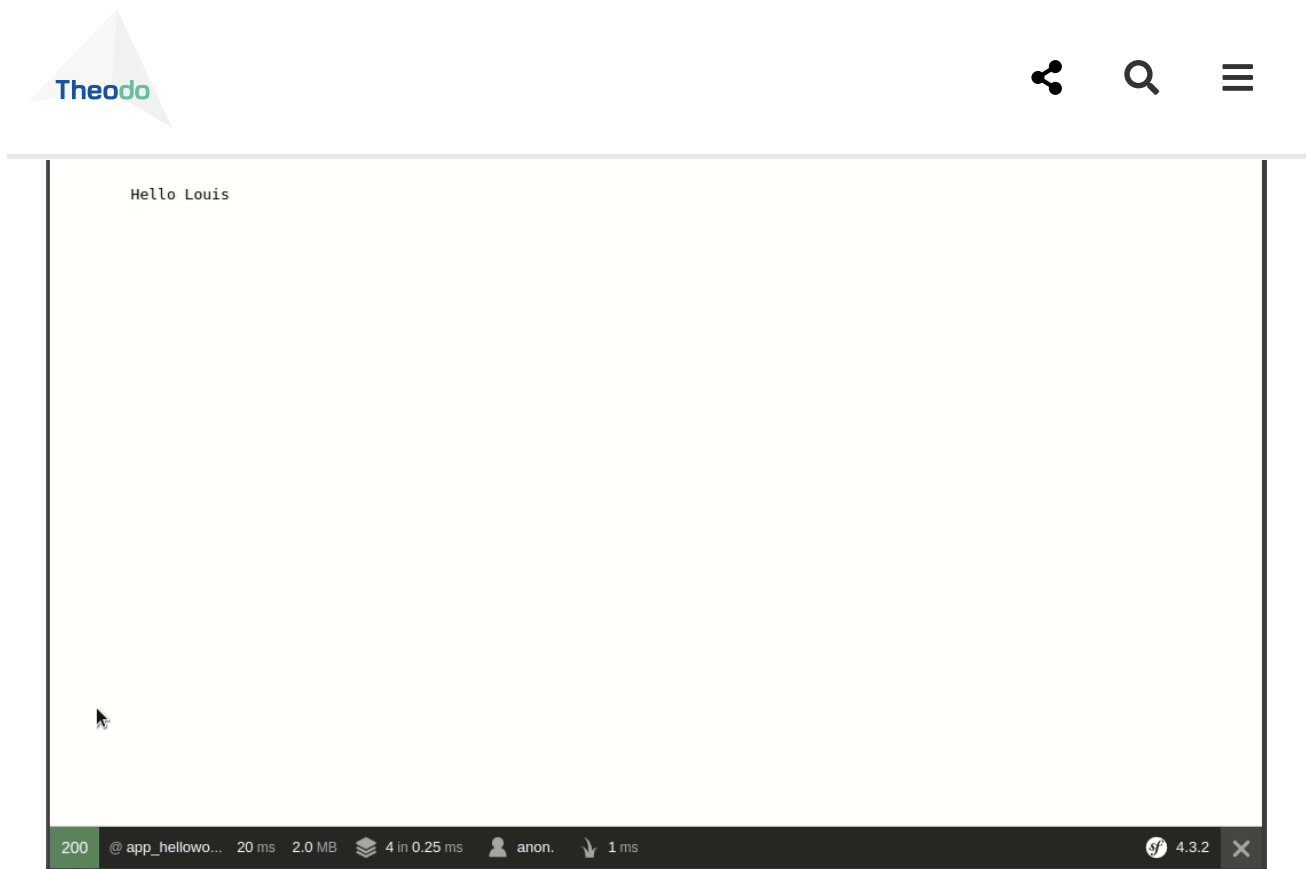 Theodo
Hello Louis
200 @ app_hellowo... 20 ms 2.0 MB 4 in 0.25 ms anon. 1 ms sf 4.3.2